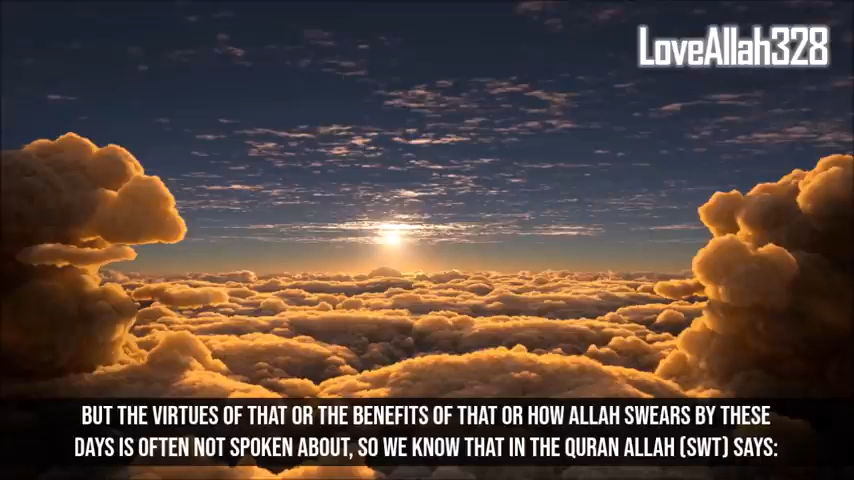 LoveAllah328
BUT THE VIRTUES OF THAT OR THE BENEFITS OF THAT OR HOW ALLAH SWEARS BY THESE
DAYS IS OFTEN NOT SPOKEN ABOUT, SO WE KNOW THAT IN THE QURAN ALLAH (SWT) SAYS: